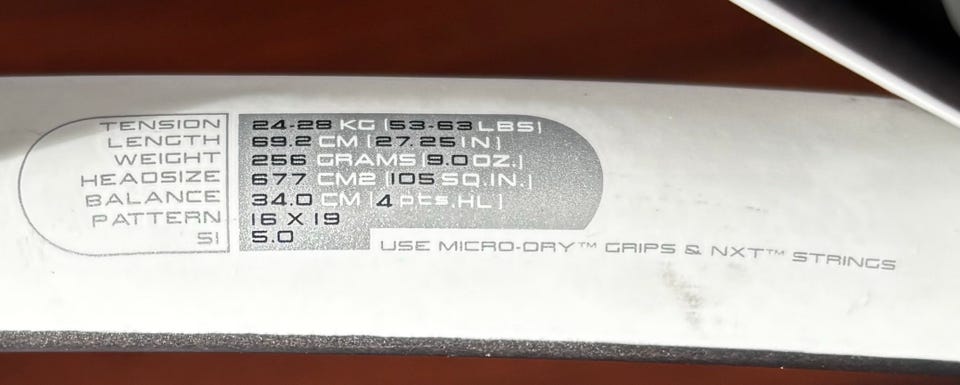 TENSION 24-28 KG [53-63 LBS]
LENGTH 69.2 CM [27.25 IN]
WEIGHT 256 GRAMS [9.0 OZ.]
HEADSIZE 677 CM2 [105 SQ.IN.]
BALANCE 34.0 CM [4 pts.HL]
PATTERN 16 X 19
SI 5.0
USE MICRO-DRY™ GRIPS & NXT™ STRINGS